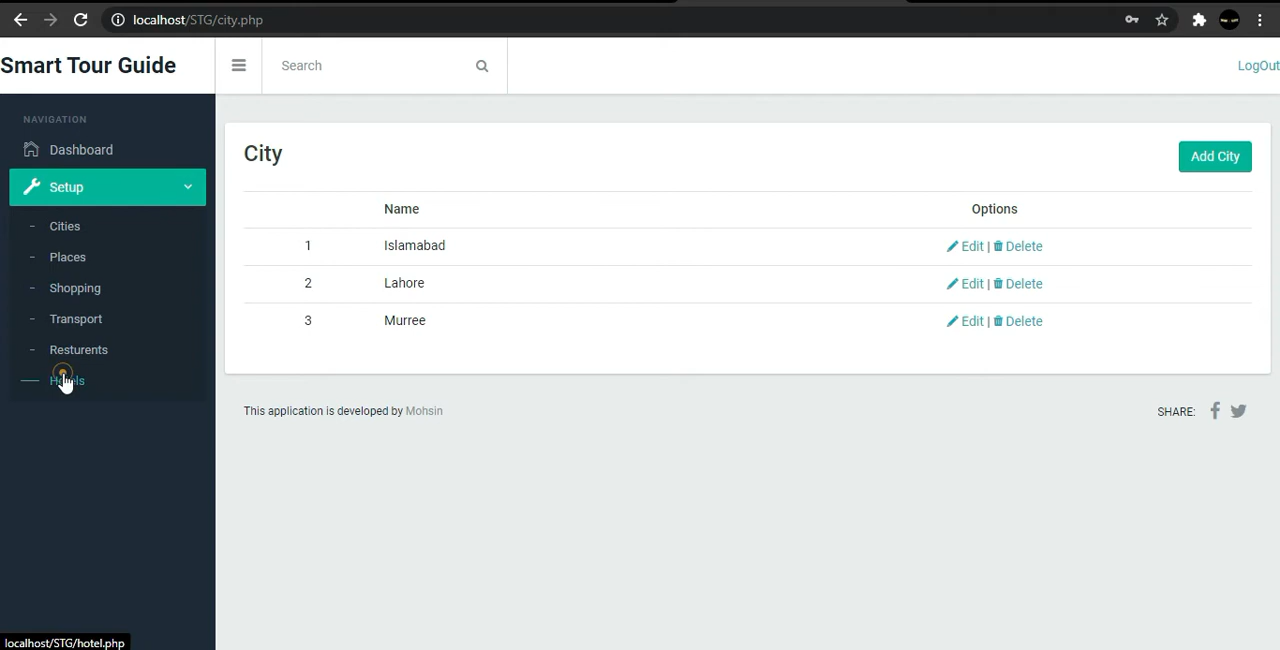 localhost/STG/city.php
Smart Tour Guide
Search
LogOut
NAVIGATION
Dashboard
Setup
Cities
Places
Shopping
Transport
Resturents
Hotels
City
Add City
Name Options
1 Islamabad Edit | Delete
2 Lahore Edit | Delete
3 Murree Edit | Delete
This application is developed by Mohsin
SHARE:
localhost/STG/hotel.php